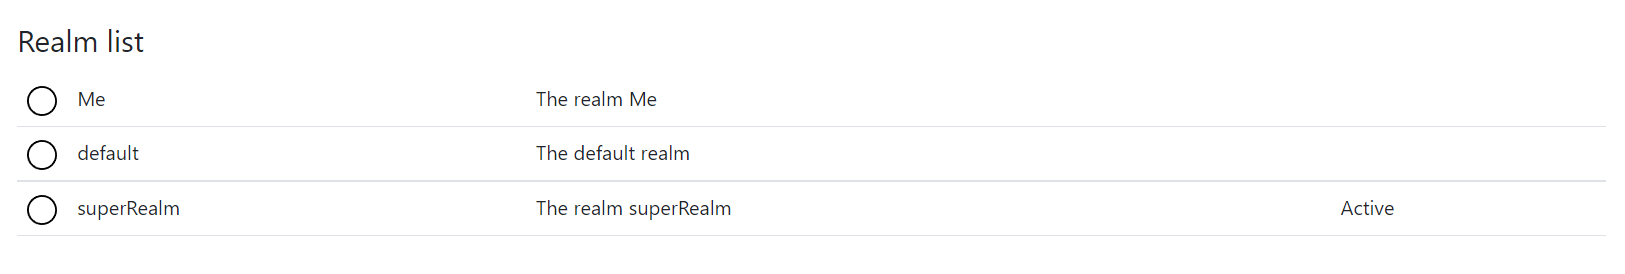 Realm list
Me The realm Me
default The default realm
superRealm The realm superRealm Active